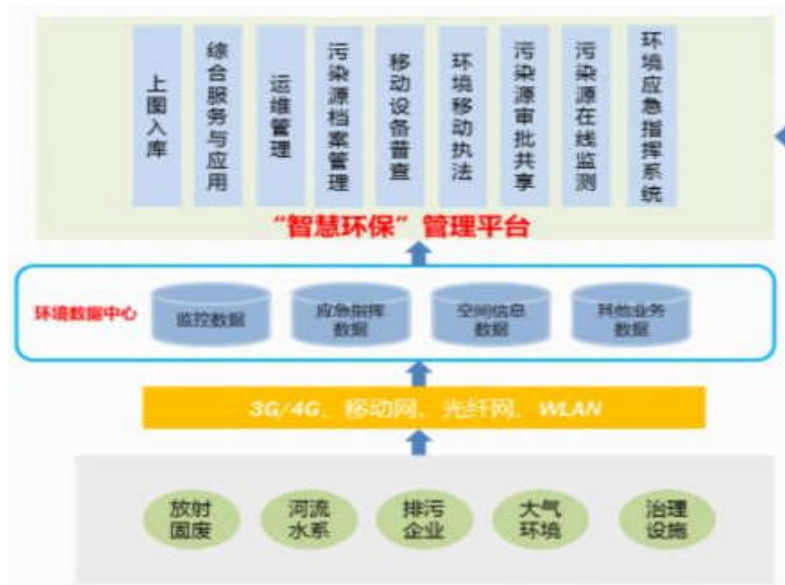 上图入库
综合服务与应用
运维管理
污染源档案管理
移动设备普查
环境移动执法
污染源审批共享
污染源在线监测
环境应急指挥系统
“智慧环保”管理平台
环境数据中心
监控数据
应急指挥
数据
空间信息
数据
其他业务
数据
3G/4G、移动网、光纤网、WLAN
放射
固废
河流
水系
排污
企业
大气
环境
治理
设施